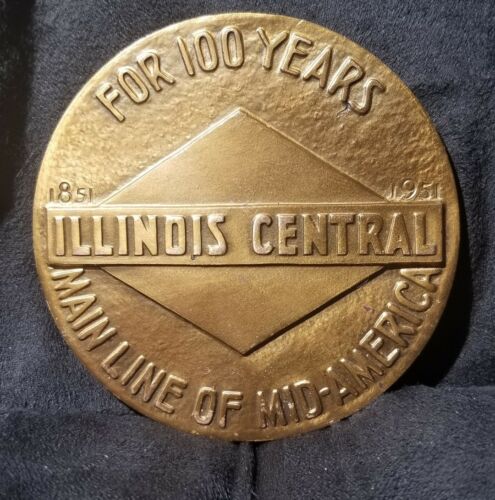 FOR 100 YEARS
1851 1951
ILLINOIS CENTRAL
MAIN LINE OF MID-AMERICA